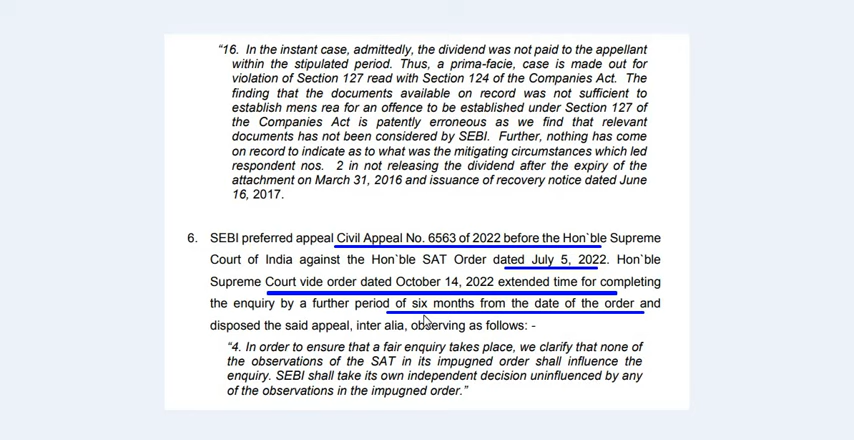 "16. In the instant case, admittedly, the dividend was not paid to the appellant
within the stipulated period. Thus, a prima-facie, case is made out for
violation of Section 127 read with Section 124 of the Companies Act. The
finding that the documents available on record was not sufficient to
establish mens rea for an offence to be established under Section 127 of
the Companies Act is patently erroneous as we find that relevant
documents has not been considered by SEBI. Further, nothing has come
on record to indicate as to what was the mitigating circumstances which led
respondent nos. 2 in not releasing the dividend after the expiry of the
attachment on March 31, 2016 and issuance of recovery notice dated June
16, 2017.
6. SEBI preferred appeal Civil Appeal No. 6563 of 2022 before the Hon`ble Supreme
Court of India against the Hon`ble SAT Order dated July 5, 2022. Hon`ble
Supreme Court vide order dated October 14, 2022 extended time for completing
the enquiry by a further period of six months from the date of the order and
disposed the said appeal, inter alia, observing as follows: -
"4. In order to ensure that a fair enquiry takes place, we clarify that none of
the observations of the SAT in its impugned order shall influence the
enquiry. SEBI shall take its own independent decision uninfluenced by any
of the observations in the impugned order."